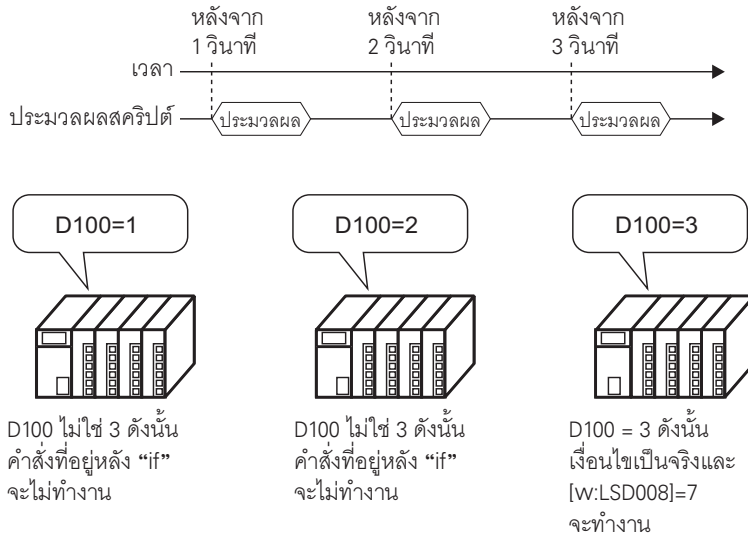 หลังจาก
1 วินาที
หลังจาก
2 วินาที
หลังจาก
3 วินาที
เวลา
ประมวลผลสคริปต์
ประมวลผล
ประมวลผล
ประมวลผล
D100=1
D100=2
D100=3
D100 ไม่ใช่ 3 ดังนั้น
คำสั่งที่อยู่หลัง “if”
จะไม่ทำงาน
D100 ไม่ใช่ 3 ดังนั้น
คำสั่งที่อยู่หลัง “if”
จะไม่ทำงาน
D100 = 3 ดังนั้น
เงื่อนไขเป็นจริงและ
[w:LSD008]=7
จะทำงาน